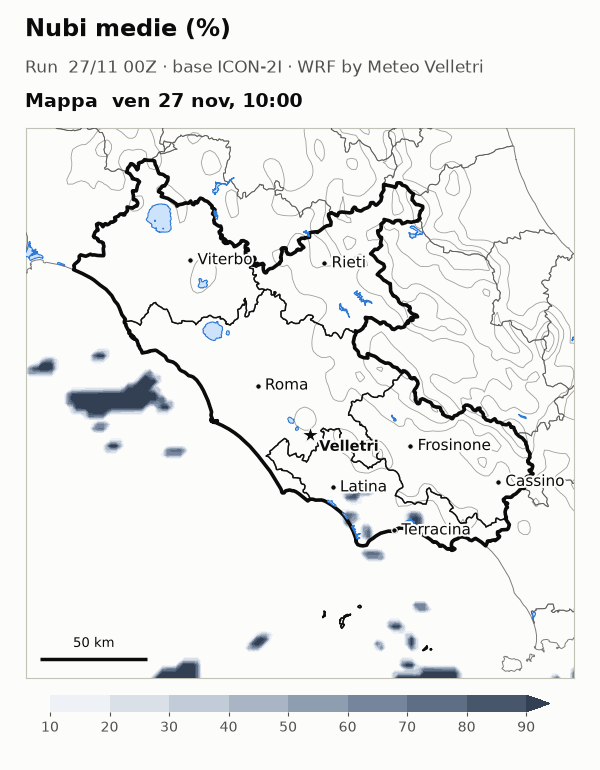 Nubi medie (%)
Run  27/11 00Z · base ICON-2I · WRF by Meteo Velletri
Mappa  ven 27 nov, 10:00
Viterbo
Rieti
Roma
Velletri
Frosinone
Latina
Cassino
Terracina
50 km
10 20 30 40 50 60 70 80 90